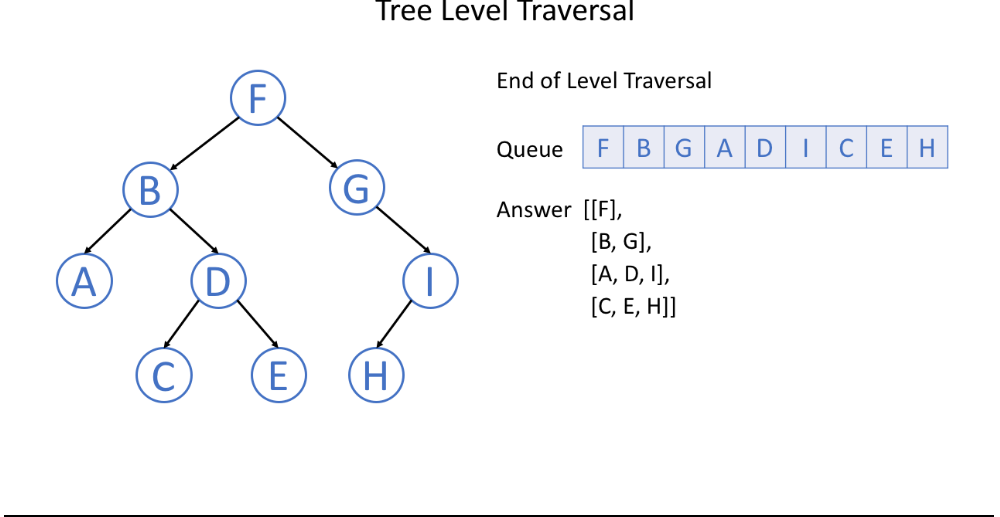 Tree Level Traversal
End of Level Traversal
Queue F B G A D I C E H
Answer [[F],
[B, G],
[A, D, I],
[C, E, H]]
F
B
G
A
D
I
C
E
H